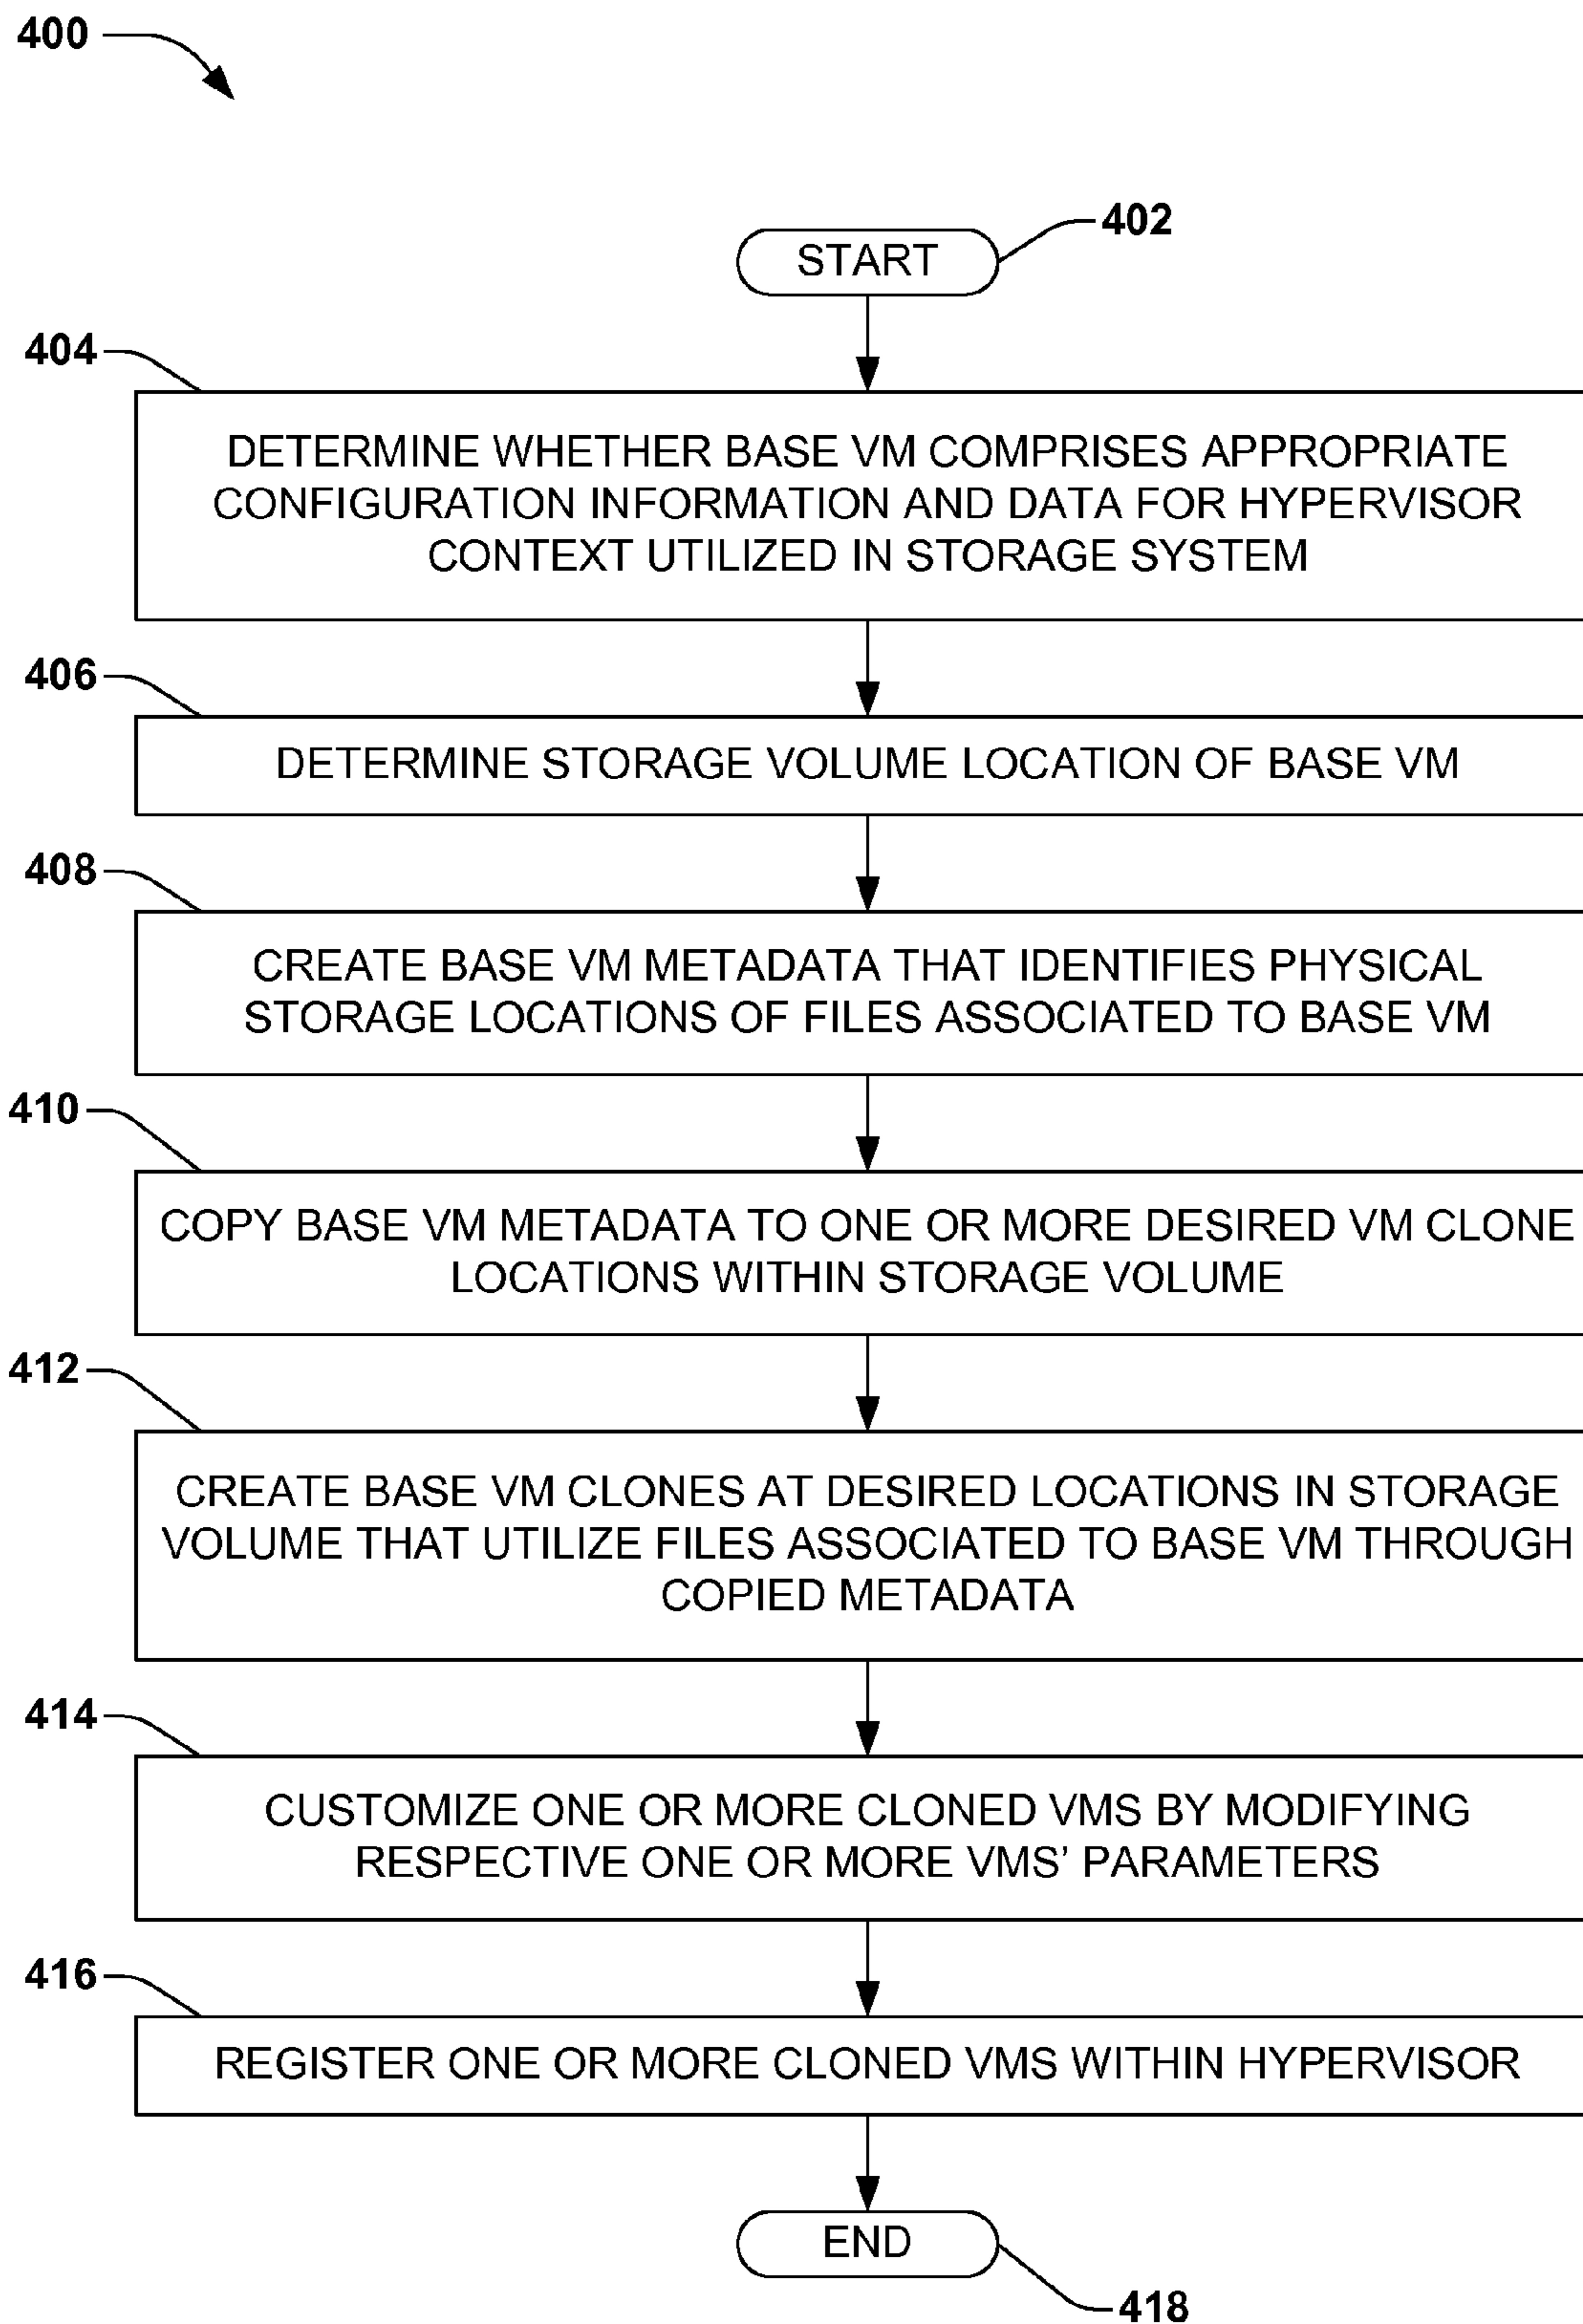 400
402
START
404
DETERMINE WHETHER BASE VM COMPRISES APPROPRIATE
CONFIGURATION INFORMATION AND DATA FOR HYPERVISOR
CONTEXT UTILIZED IN STORAGE SYSTEM
406
DETERMINE STORAGE VOLUME LOCATION OF BASE VM
408
CREATE BASE VM METADATA THAT IDENTIFIES PHYSICAL
STORAGE LOCATIONS OF FILES ASSOCIATED TO BASE VM
410
COPY BASE VM METADATA TO ONE OR MORE DESIRED VM CLONE
LOCATIONS WITHIN STORAGE VOLUME
412
CREATE BASE VM CLONES AT DESIRED LOCATIONS IN STORAGE
VOLUME THAT UTILIZE FILES ASSOCIATED TO BASE VM THROUGH
COPIED METADATA
414
CUSTOMIZE ONE OR MORE CLONED VMS BY MODIFYING
RESPECTIVE ONE OR MORE VMS’ PARAMETERS
416
REGISTER ONE OR MORE CLONED VMS WITHIN HYPERVISOR
END
418